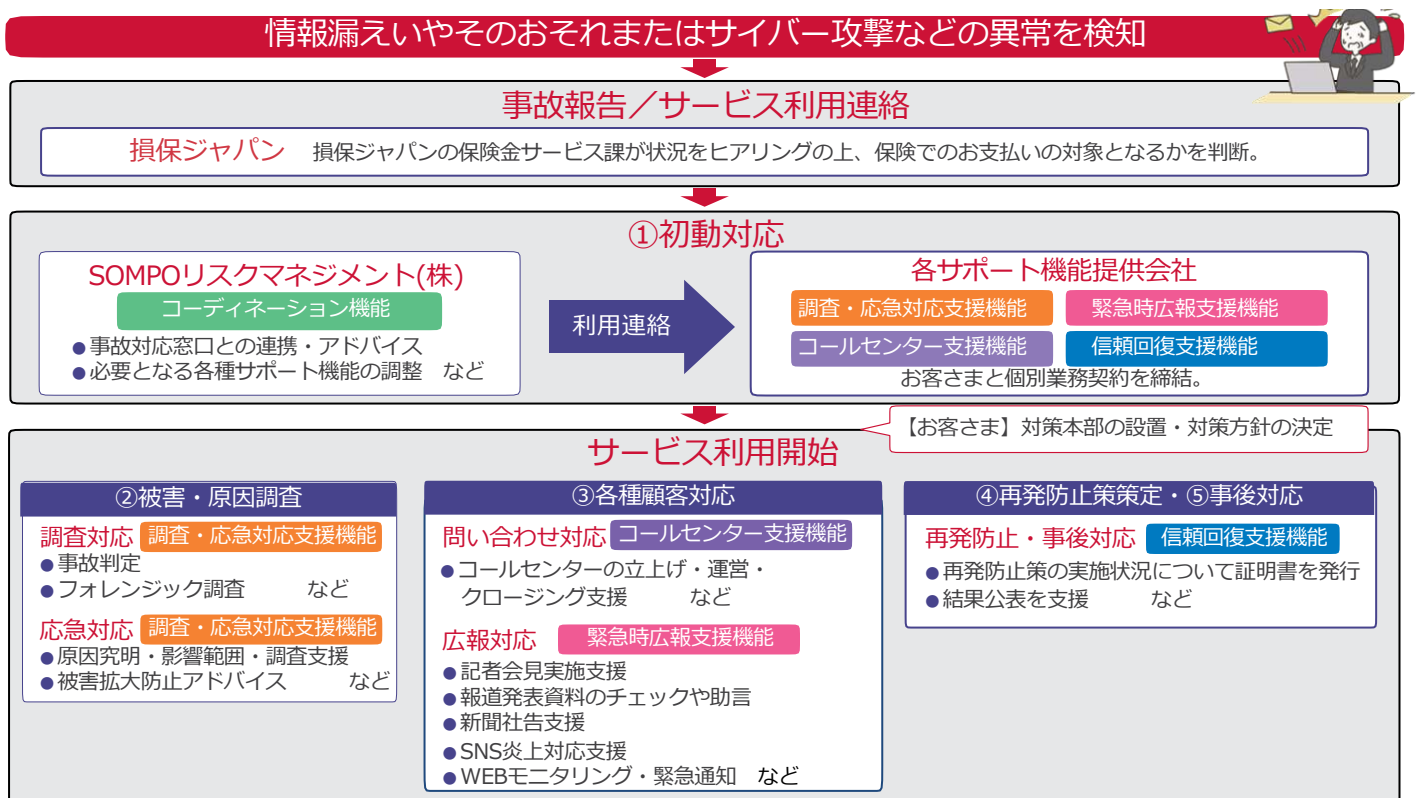 情報漏えいやそのおそれまたはサイバー攻撃などの異常を検知
事故報告／サービス利用連絡
損保ジャパン 損保ジャパンの保険金サービス課が状況をヒアリングの上、保険でのお支払いの対象となるかを判断。
①初動対応
SOMPOリスクマネジメント(株)
コーディネーション機能
●事故対応窓口との連携・アドバイス
●必要となる各種サポート機能の調整 など
利用連絡
各サポート機能提供会社
調査・応急対応支援機能 緊急時広報支援機能
コールセンター支援機能 信頼回復支援機能
お客さまと個別業務契約を締結。
【お客さま】対策本部の設置・対策方針の決定
サービス利用開始
②被害・原因調査
調査対応 調査・応急対応支援機能
●事故判定
●フォレンジック調査 など
応急対応 調査・応急対応支援機能
●原因究明・影響範囲・調査支援
●被害拡大防止アドバイス など
③各種顧客対応
問い合わせ対応 コールセンター支援機能
●コールセンターの立上げ・運営・
クロージング支援 など
広報対応 緊急時広報支援機能
●記者会見実施支援
●報道発表資料のチェックや助言
●新聞社告支援
●SNS炎上対応支援
●WEBモニタリング・緊急通知 など
④再発防止策策定・⑤事後対応
再発防止・事後対応 信頼回復支援機能
●再発防止策の実施状況について証明書を発行
●結果公表を支援 など